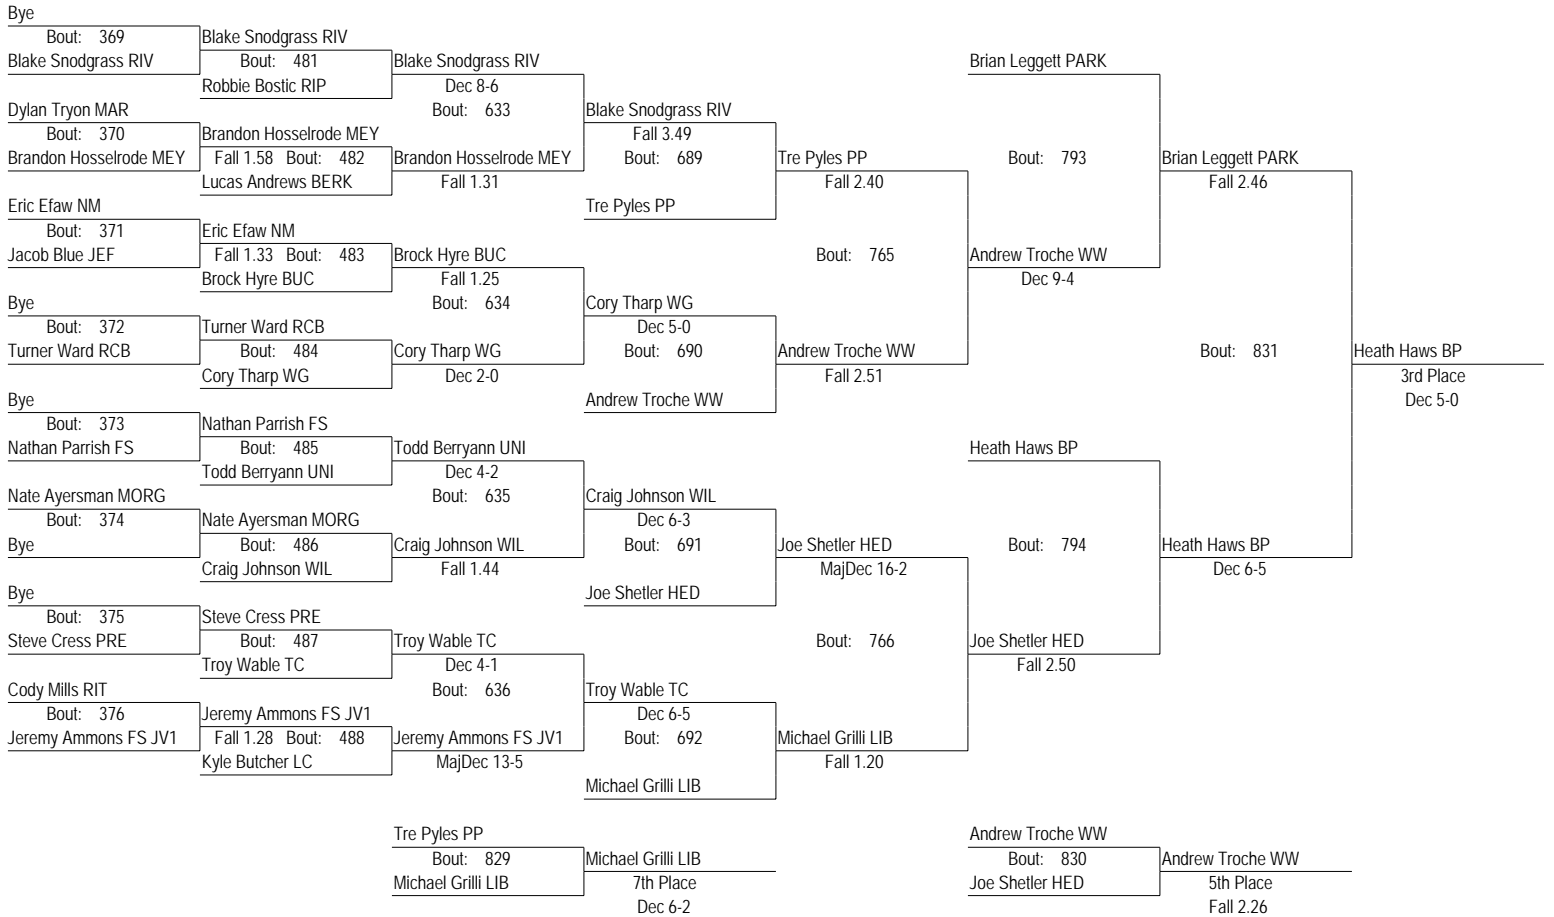 Bye
Bout: 369 Blake Snodgrass RIV
Blake Snodgrass RIV Bout: 481 Blake Snodgrass RIV Brian Leggett PARK
Robbie Bostic RIP Dec 8-6
Dylan Tryon MAR Bout: 633 Blake Snodgrass RIV
Bout: 370 Brandon Hosselrode MEY Fall 3.49
Brandon Hosselrode MEY Fall 1.58 Bout: 482 Brandon Hosselrode MEY Bout: 689 Tre Pyles PP Bout: 793 Brian Leggett PARK
Lucas Andrews BERK Fall 1.31 Fall 2.40 Fall 2.46
Eric Efaw NM Tre Pyles PP
Bout: 371 Eric Efaw NM
Jacob Blue JEF Fall 1.33 Bout: 483 Brock Hyre BUC Bout: 765 Andrew Troche WW
Brock Hyre BUC Fall 1.25 Dec 9-4
Bye Bout: 634 Cory Tharp WG
Bout: 372 Turner Ward RCB Dec 5-0
Turner Ward RCB Bout: 484 Cory Tharp WG Bout: 690 Andrew Troche WW Bout: 831 Heath Haws BP
Cory Tharp WG Dec 2-0 Fall 2.51 3rd Place
Bye Andrew Troche WW Dec 5-0
Bout: 373 Nathan Parrish FS
Nathan Parrish FS Bout: 485 Todd Berryann UNI Heath Haws BP
Todd Berryann UNI Dec 4-2
Nate Ayersman MORG Bout: 635 Craig Johnson WIL
Bout: 374 Nate Ayersman MORG Dec 6-3
Bye Bout: 486 Craig Johnson WIL Bout: 691 Joe Shetler HED Bout: 794 Heath Haws BP
Craig Johnson WIL Fall 1.44 MajDec 16-2 Dec 6-5
Bye Joe Shetler HED
Bout: 375 Steve Cress PRE
Steve Cress PRE Bout: 487 Troy Wable TC Bout: 766 Joe Shetler HED
Troy Wable TC Dec 4-1 Fall 2.50
Cody Mills RIT Bout: 636 Troy Wable TC
Bout: 376 Jeremy Ammons FS JV1 Dec 6-5
Jeremy Ammons FS JV1 Fall 1.28 Bout: 488 Jeremy Ammons FS JV1 Bout: 692 Michael Grilli LIB
Kyle Butcher LC MajDec 13-5 Fall 1.20
Michael Grilli LIB
Tre Pyles PP Andrew Troche WW
Bout: 829 Michael Grilli LIB Bout: 830 Andrew Troche WW
Michael Grilli LIB 7th Place Joe Shetler HED 5th Place
Dec 6-2 Fall 2.26